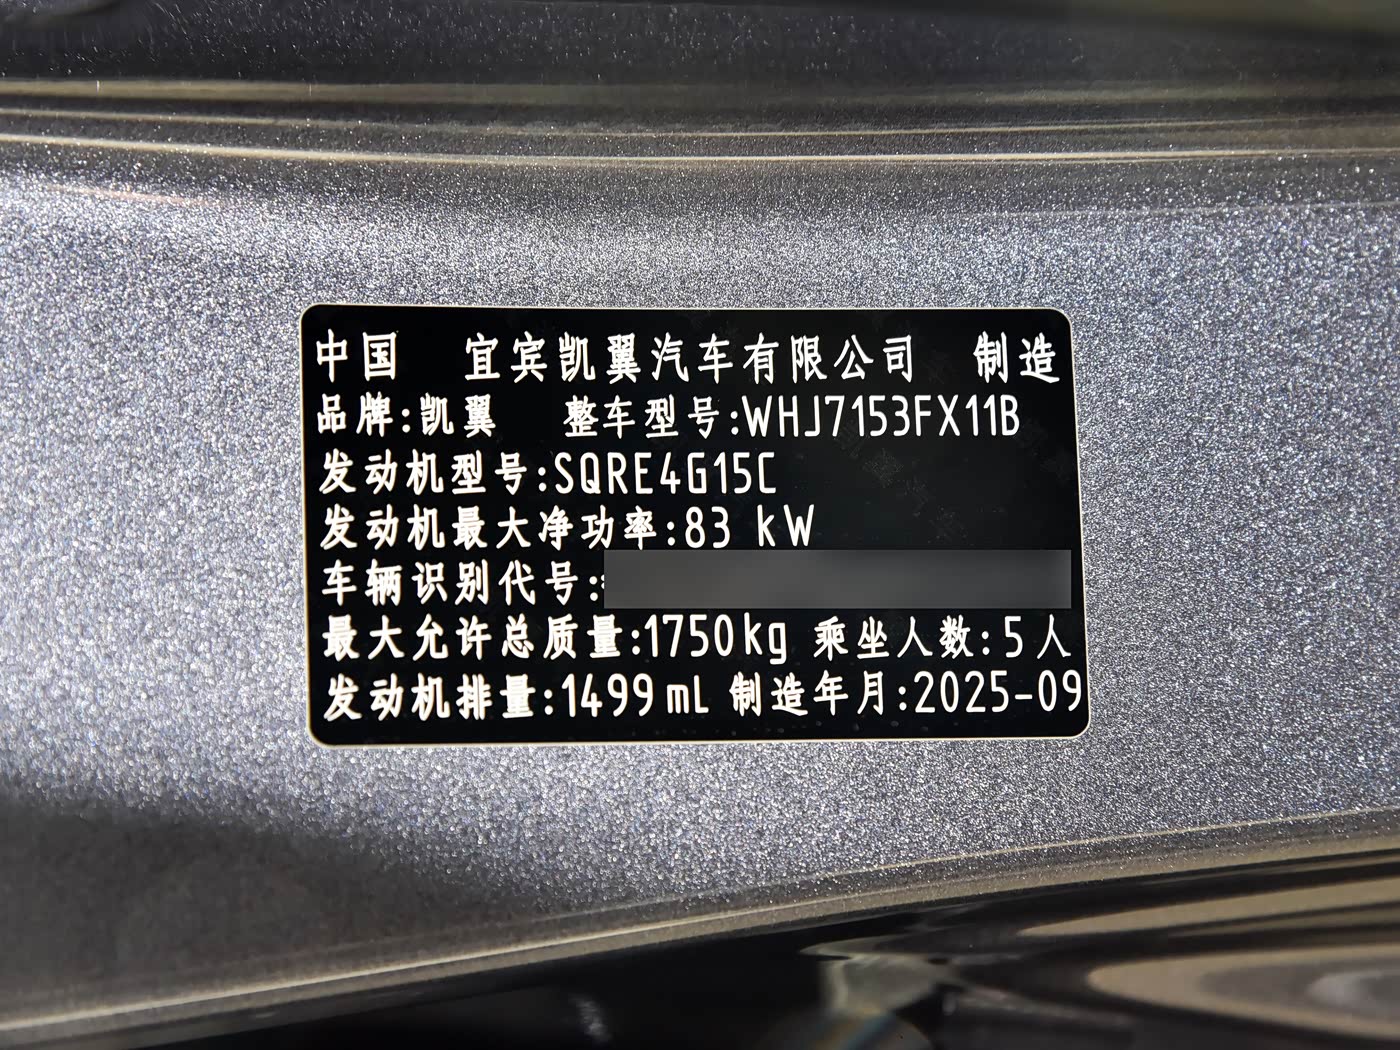 中国 宜宾凯翼汽车有限公司 制造
品牌:凯翼 整车型号:WHJ7153FX11B
发动机型号:SQRE4G15C
发动机最大净功率:83 kW
车辆识别代号:
最大允许总质量:1750kg 乘坐人数:5人
发动机排量:1499mL 制造年月:2025-09